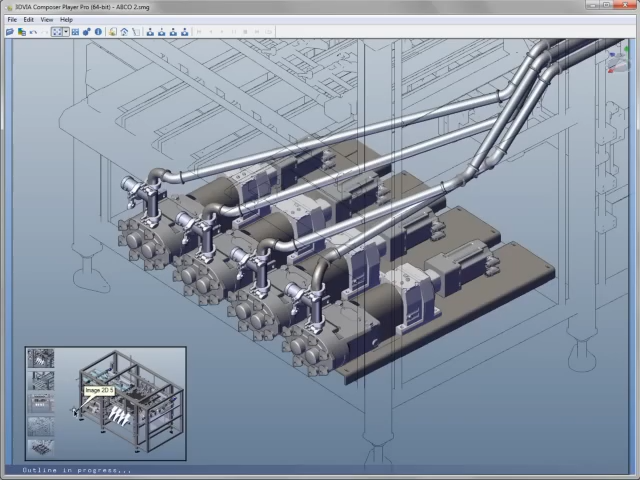 3DVIA Composer Player Pro (64-bit) - ABCO 2.smg
File Edit View Help
Image 2D 5
Outline in progress...